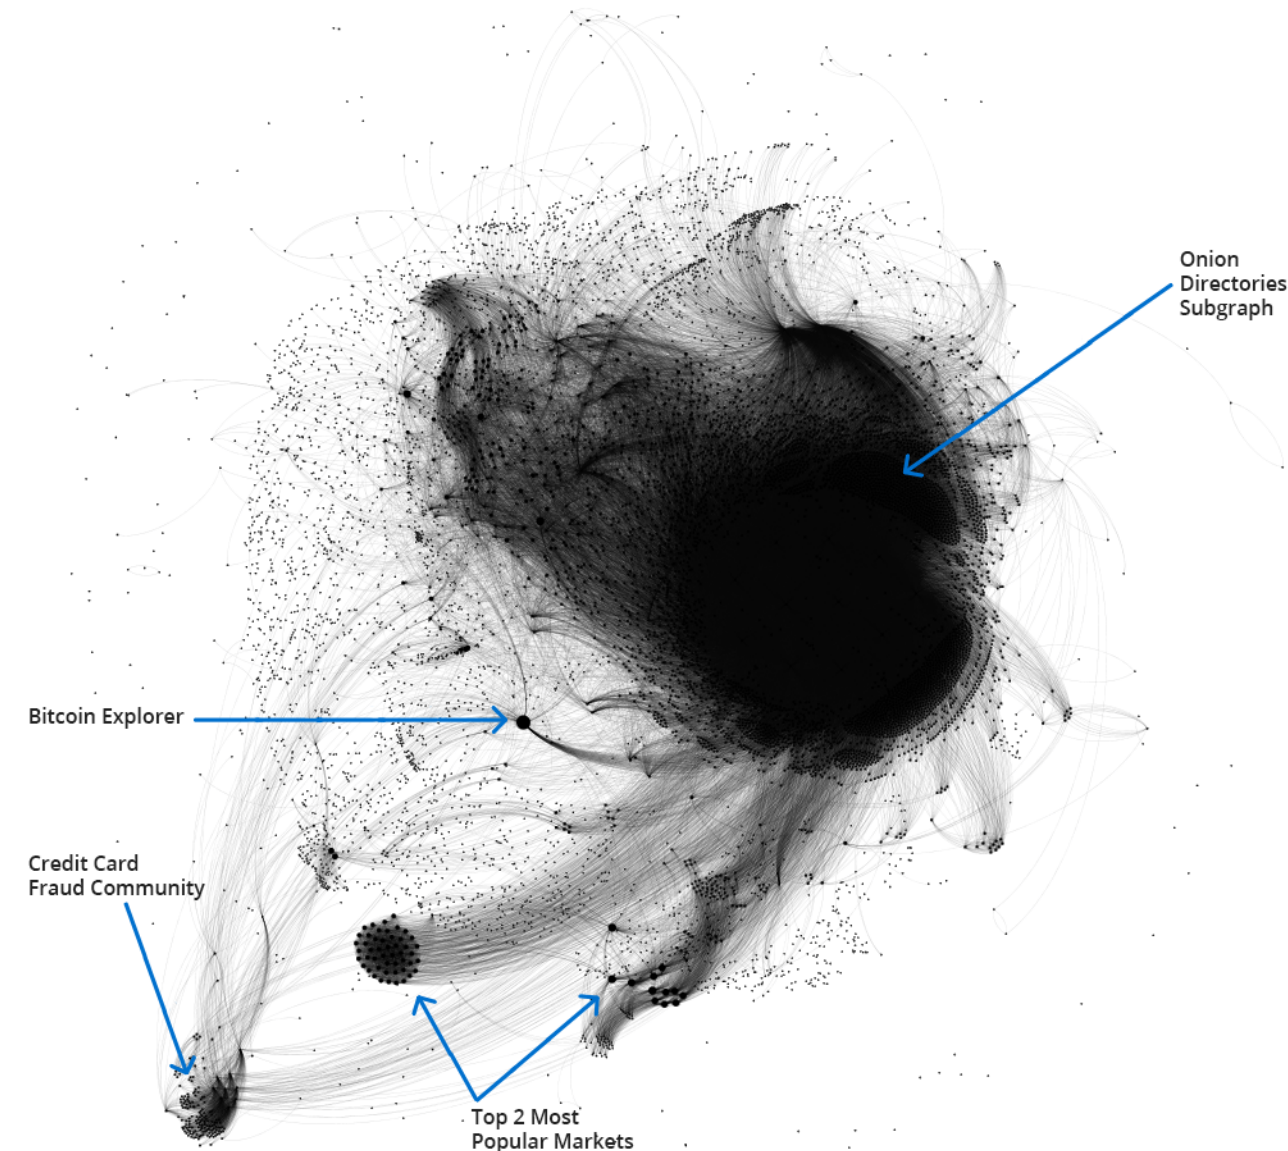 Onion
Directories
Subgraph
Bitcoin Explorer
Credit Card
Fraud Community
Top 2 Most
Popular Markets